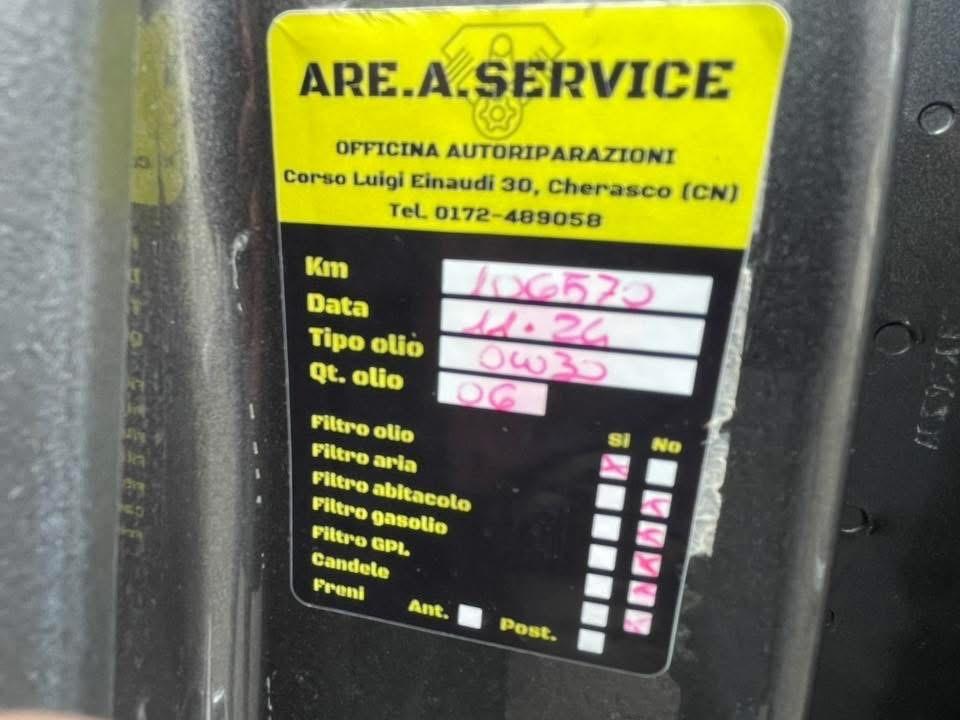 ARE.A.SERVICE
OFFICINA AUTORIPARAZIONI
Corso Luigi Einaudi 30, Cherasco (CN)
Tel. 0172-489058
Km 106570
Data 11.24
Tipo olio 0W30
Qt. olio 06
Si No
Filtro olio
Filtro aria
Filtro abitacolo
Filtro gasolio
Filtro GPL
Candele
Freni Ant. Post.